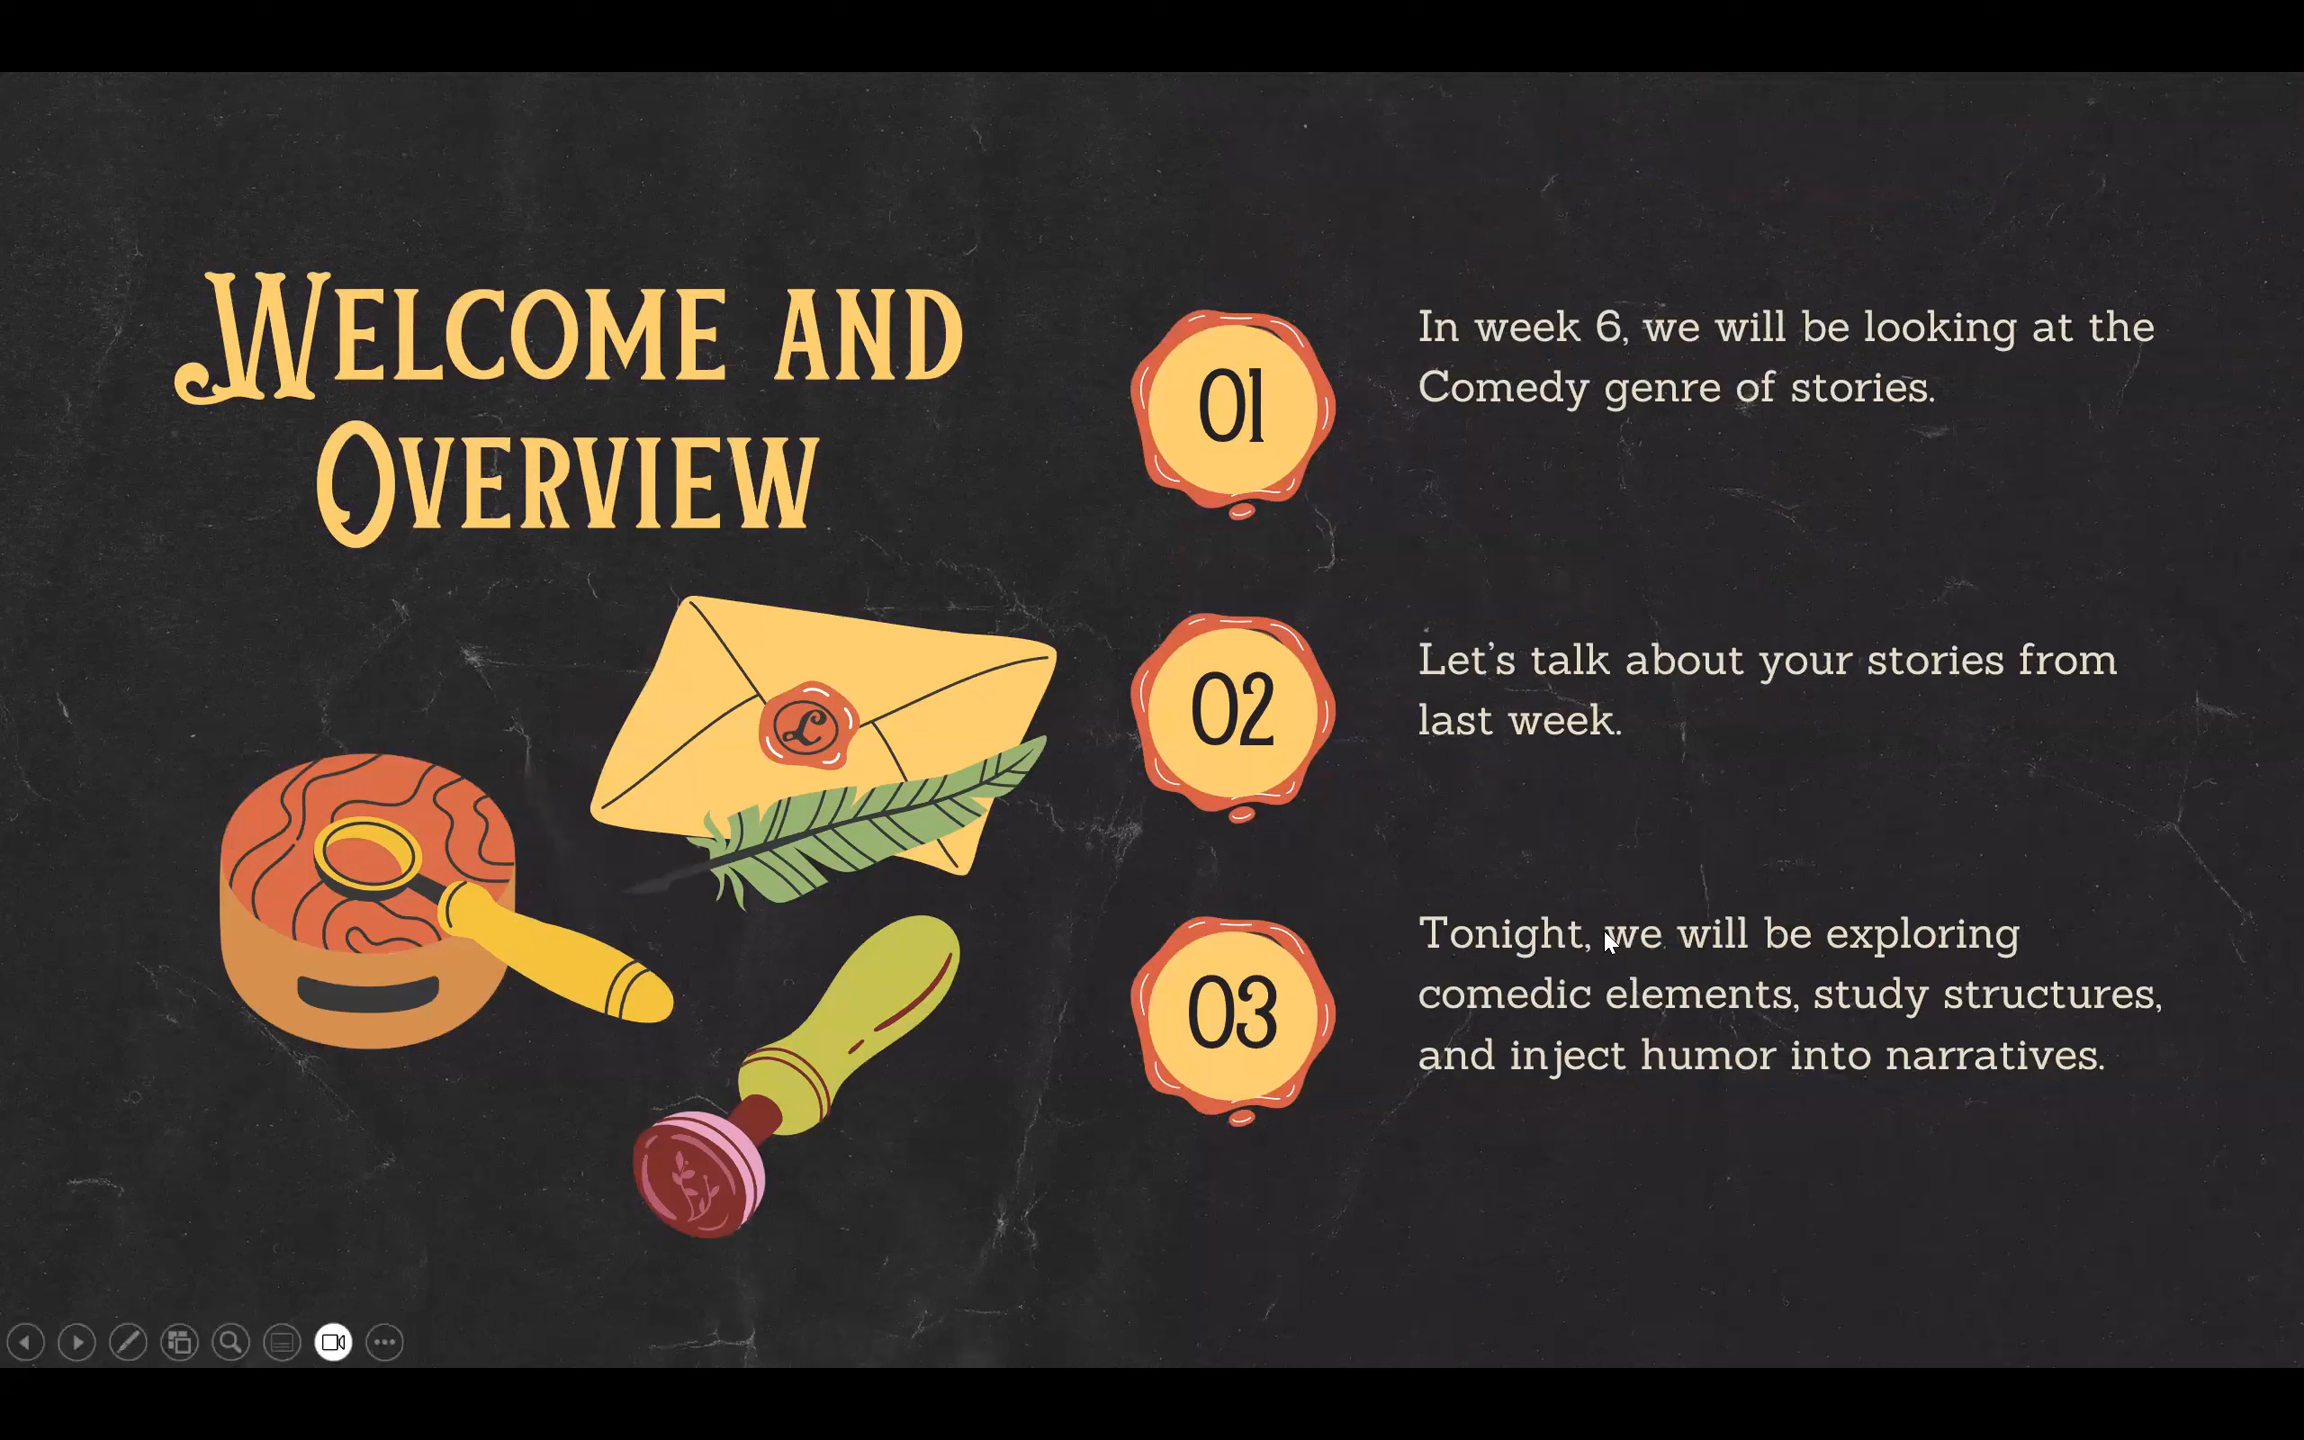 Welcome and
Overview
01
In week 6, we will be looking at the
Comedy genre of stories.
02
Let’s talk about your stories from
last week.
03
Tonight, we will be exploring
comedic elements, study structures,
and inject humor into narratives.
L